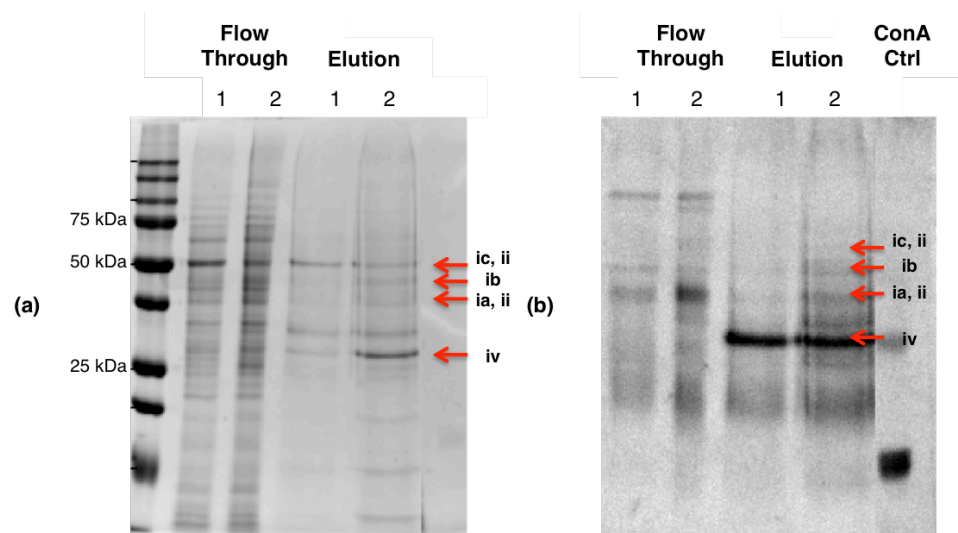 Flow
Through
Elution
1 2 1 2
75 kDa
50 kDa
25 kDa
ic, ii
ib
ia, ii
iv
(a)
Flow
Through
Elution
ConA
Ctrl
1 2 1 2
ic, ii
ib
ia, ii
iv
(b)